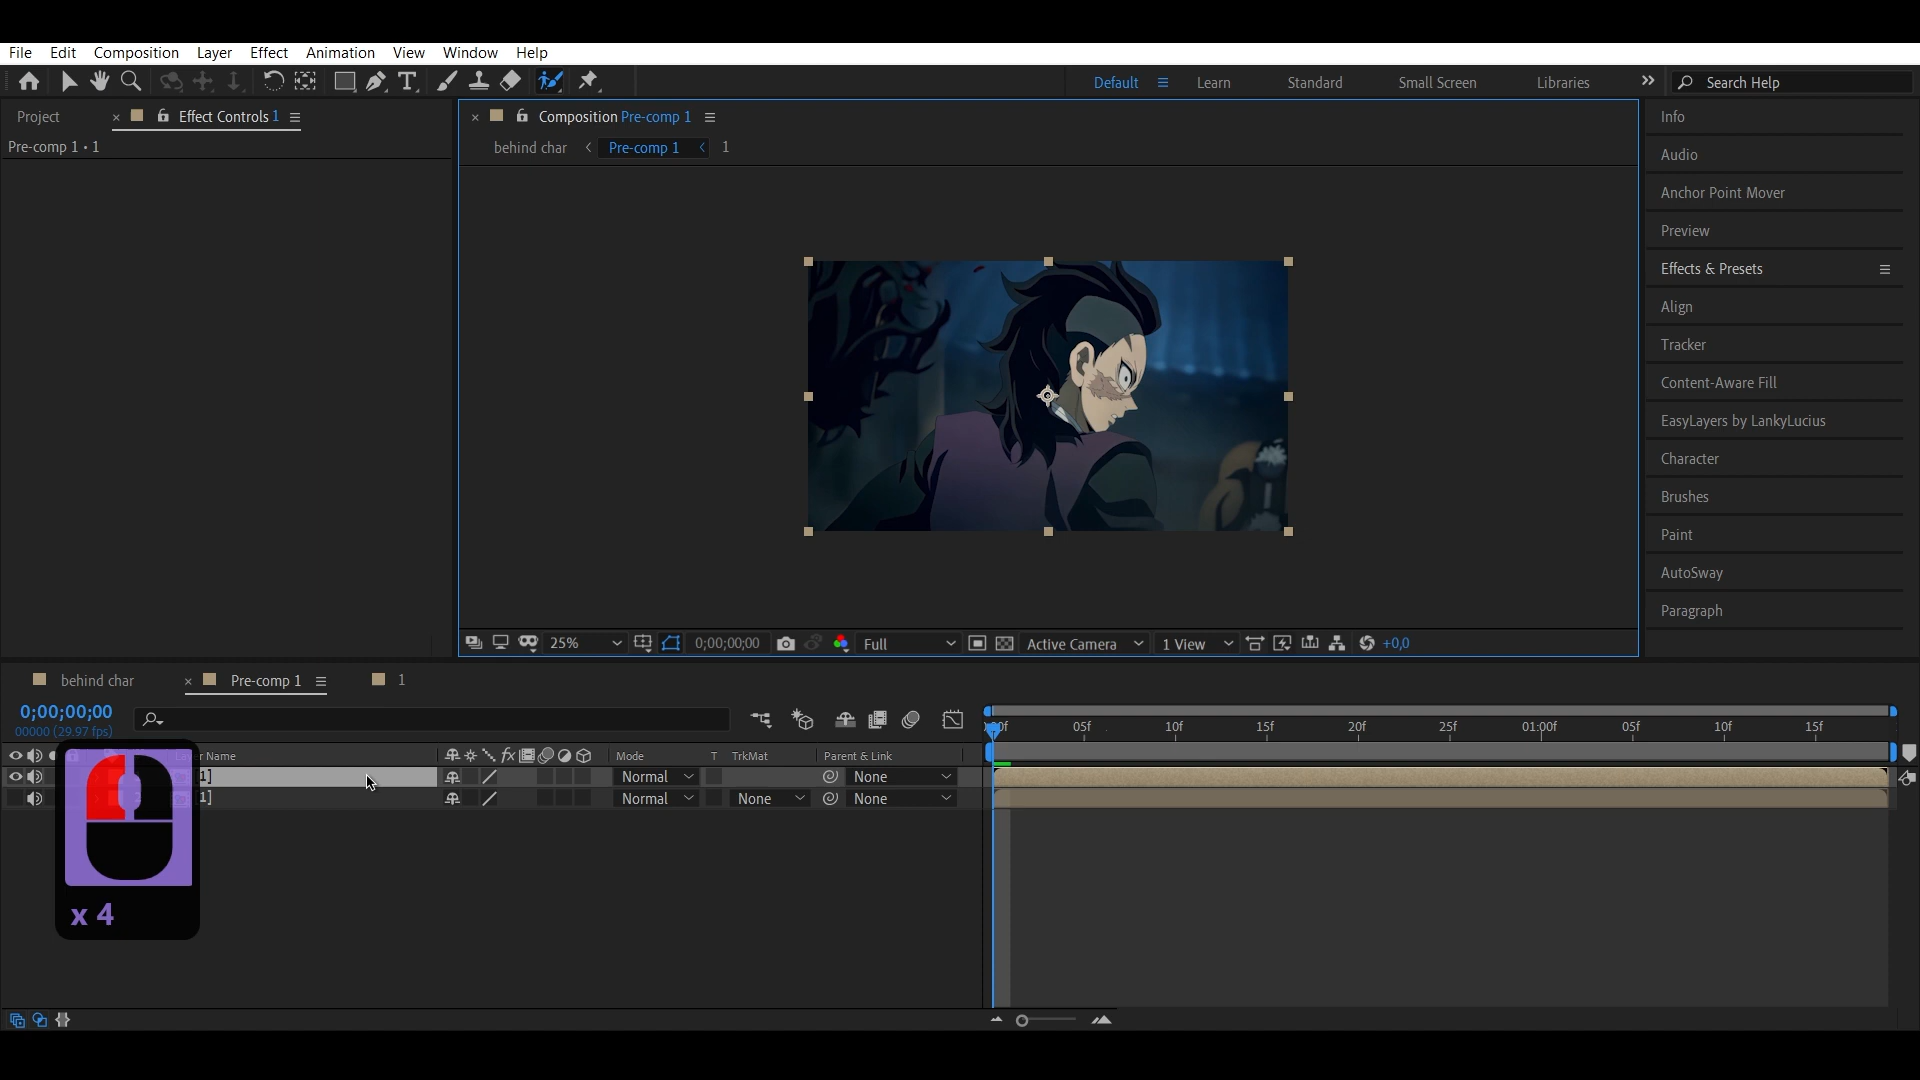 File Edit Composition Layer Effect Animation View Window Help
Default Learn Standard Small Screen Libraries Search Help
Project Effect Controls 1
Pre-comp 1 • 1
Composition Pre-comp 1
behind char Pre-comp 1 1
Info
Audio
Anchor Point Mover
Preview
Effects & Presets
Align
Tracker
Content-Aware Fill
EasyLayers by LankyLucius
Character
Brushes
Paint
AutoSway
Paragraph
25% 0;00;00;00 Full Active Camera 1 View +0,0
behind char Pre-comp 1 1
0;00;00;00
00000 (29.97 fps)
05f 10f 15f 20f 25f 01:00f 05f 10f 15f
Name Mode T TrkMat Parent & Link
1] Normal None
1] Normal None None
x 4